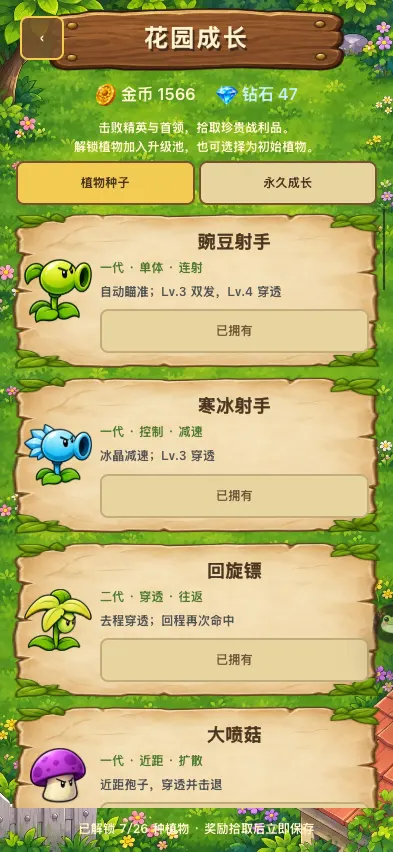 ‹
花园成长
金币 1566 钻石 47
击败精英与首领，拾取珍贵战利品。
解锁植物加入升级池，也可选择为初始植物。
植物种子 永久成长
豌豆射手
一代 · 单体 · 连射
自动瞄准；Lv.3 双发，Lv.4 穿透
已拥有
寒冰射手
一代 · 控制 · 减速
冰晶减速；Lv.3 穿透
已拥有
回旋镖
二代 · 穿透 · 往返
去程穿透；回程再次命中
已拥有
大喷菇
一代 · 近距 · 扩散
近距孢子，穿透并击退
已解锁 7/26 种植物 · 奖励拾取后立即保存